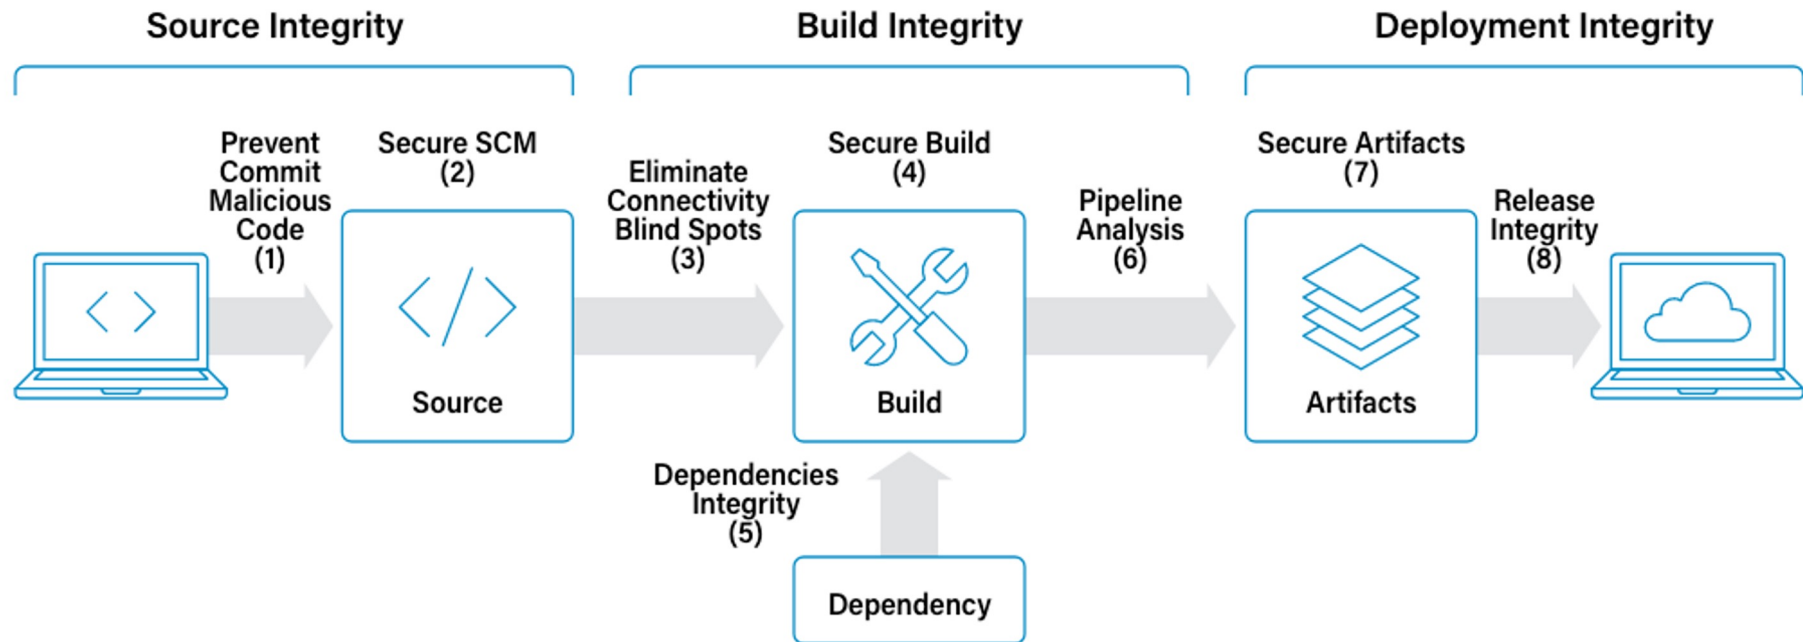 Source Integrity
Build Integrity
Deployment Integrity
Prevent
Commit
Malicious
Code
(1)
Secure SCM
(2)
Eliminate
Connectivity
Blind Spots
(3)
Secure Build
(4)
Pipeline
Analysis
(6)
Secure Artifacts
(7)
Release
Integrity
(8)
Source
Build
Artifacts
Dependencies
Integrity
(5)
Dependency